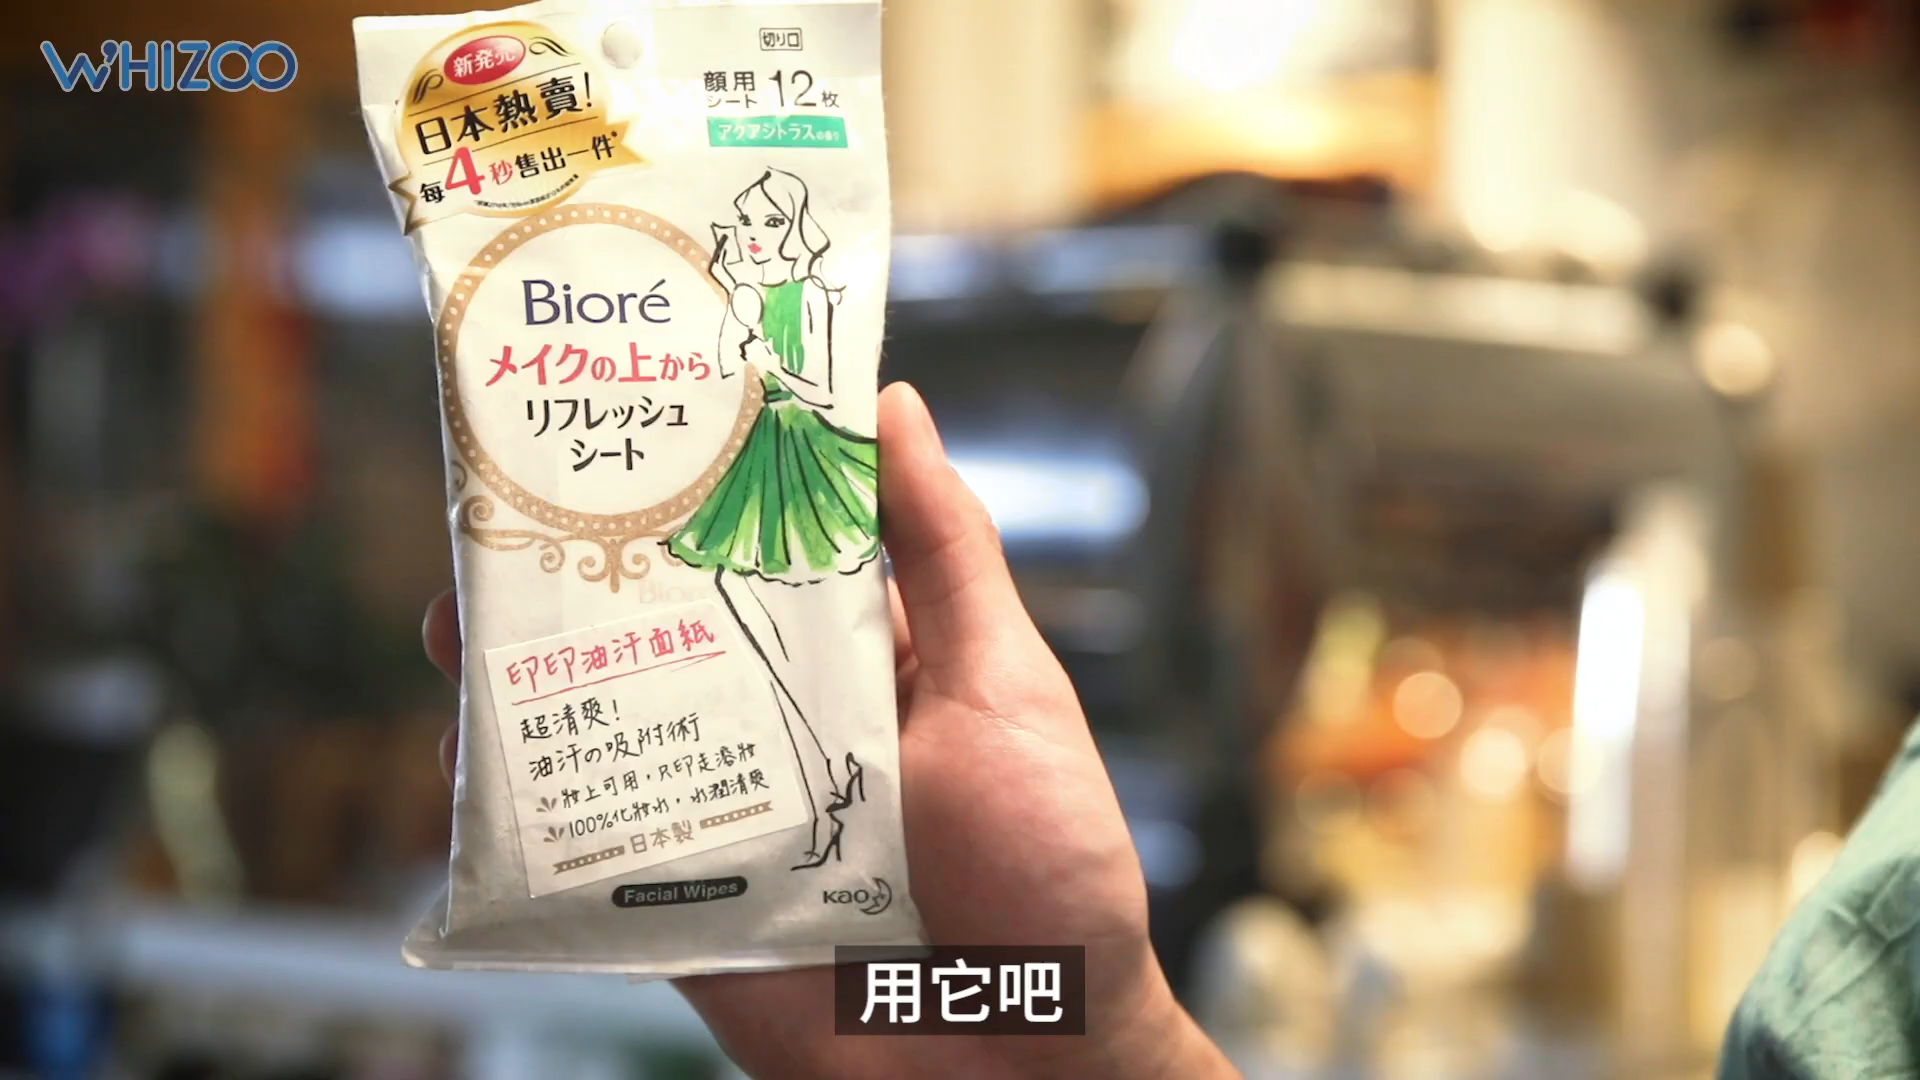 WHIZOO
新発売
日本熱賣!
每4秒售出一件*
切り口
顔用
シート
12枚
アクアシトラスの香り
Bioré
メイクの上から
リフレッシュ
シート
印印油汗面紙
超清爽!
油汗の吸附術
妝上可用,只印走溶妝
100%化妝水,水潤清爽
日本製
Facial Wipes
Kao
用它吧